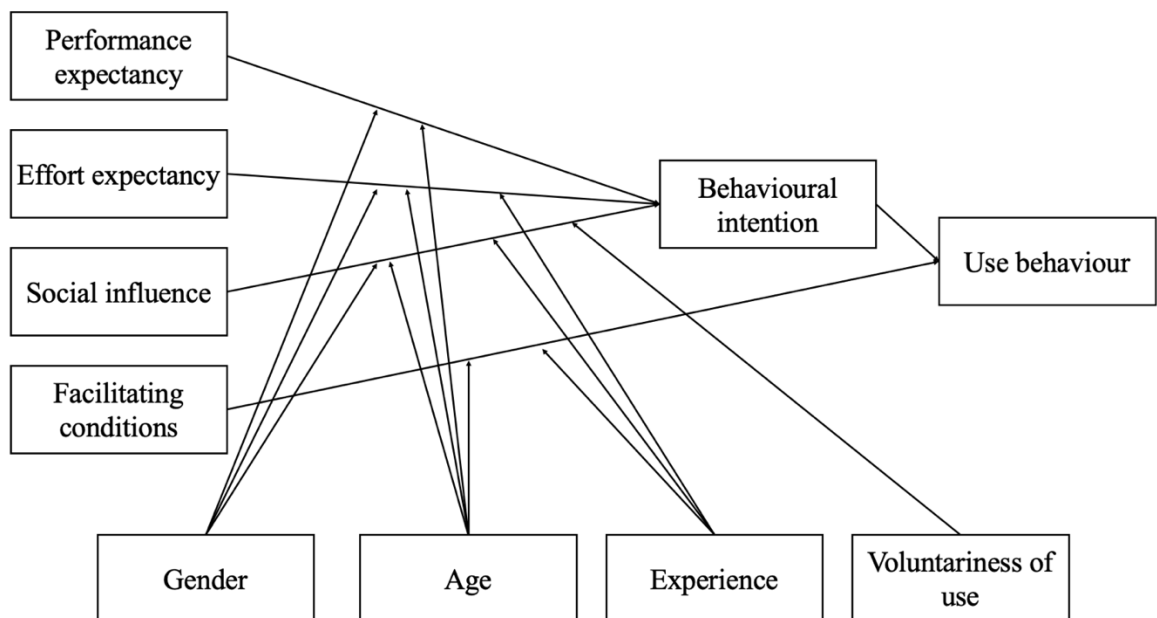 Performance
expectancy
Effort expectancy
Social influence
Facilitating
conditions
Behavioural
intention
Use behaviour
Gender
Age
Experience
Voluntariness of
use